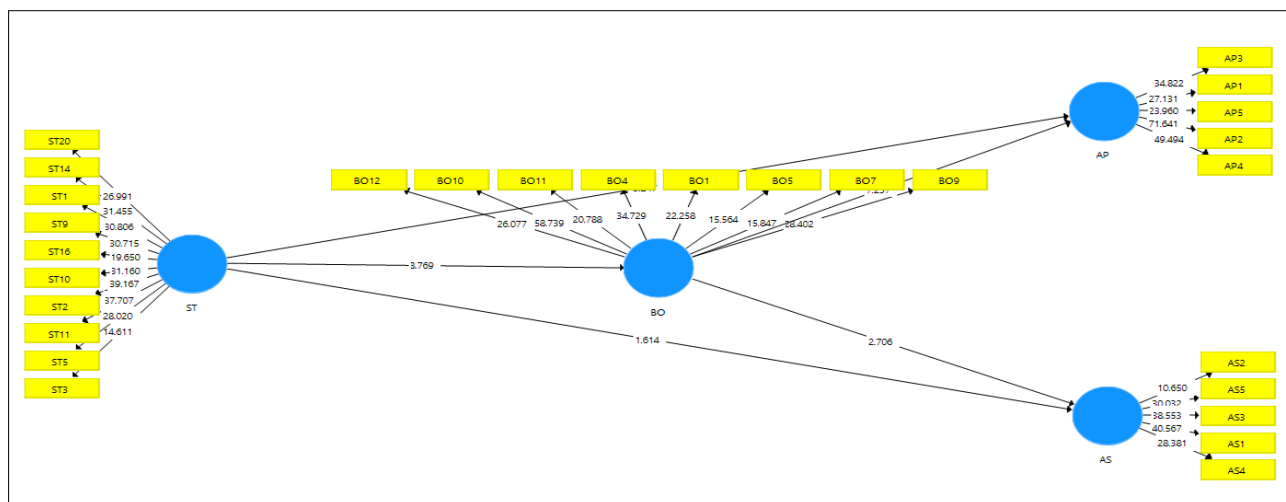 ST20
ST14
ST1
ST9
ST16
ST10
ST2
ST11
ST5
ST3
26.991
31.455
30.806
30.715
19.650
31.160
39.167
37.707
28.020
14.611
ST
BO12
BO10
BO11
BO4
BO1
BO5
BO7
BO9
26.077
58.739
20.788
34.729
22.258
15.564
15.847
28.402
BO
3.769
1.614
2.706
AP3
AP1
AP5
AP2
AP4
34.822
27.131
23.960
71.641
49.494
AP
AS2
AS5
AS3
AS1
AS4
10.650
30.032
38.553
40.567
28.381
AS